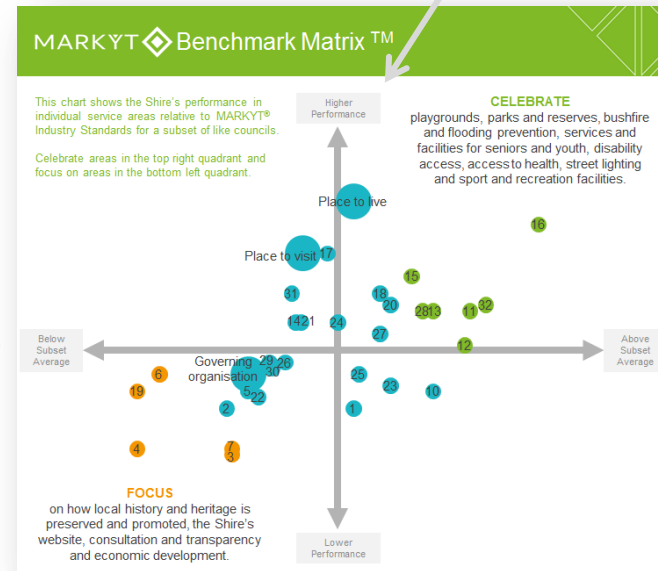 MARKYT Benchmark Matrix ™
This chart shows the Shire's performance in
individual service areas relative to MARKYT®
Industry Standards for a subset of like councils.
Celebrate areas in the top right quadrant and
focus on areas in the bottom left quadrant.
Higher
Performance
CELEBRATE
playgrounds, parks and reserves, bushfire
and flooding prevention, services and
facilities for seniors and youth, disability
access, access to health, street lighting
and sport and recreation facilities.
Place to live
16
Place to visit 17
15
31 18
20 28 13 11 32
14 21 24
27
12
Below
Subset
Average
Above
Subset
Average
Governing
organisation
29 26
30
6 25
19 5 23 10
22
2 1
4 7
3
FOCUS
on how local history and heritage is
preserved and promoted, the Shire's
website, consultation and transparency
and economic development.
Lower
Performance